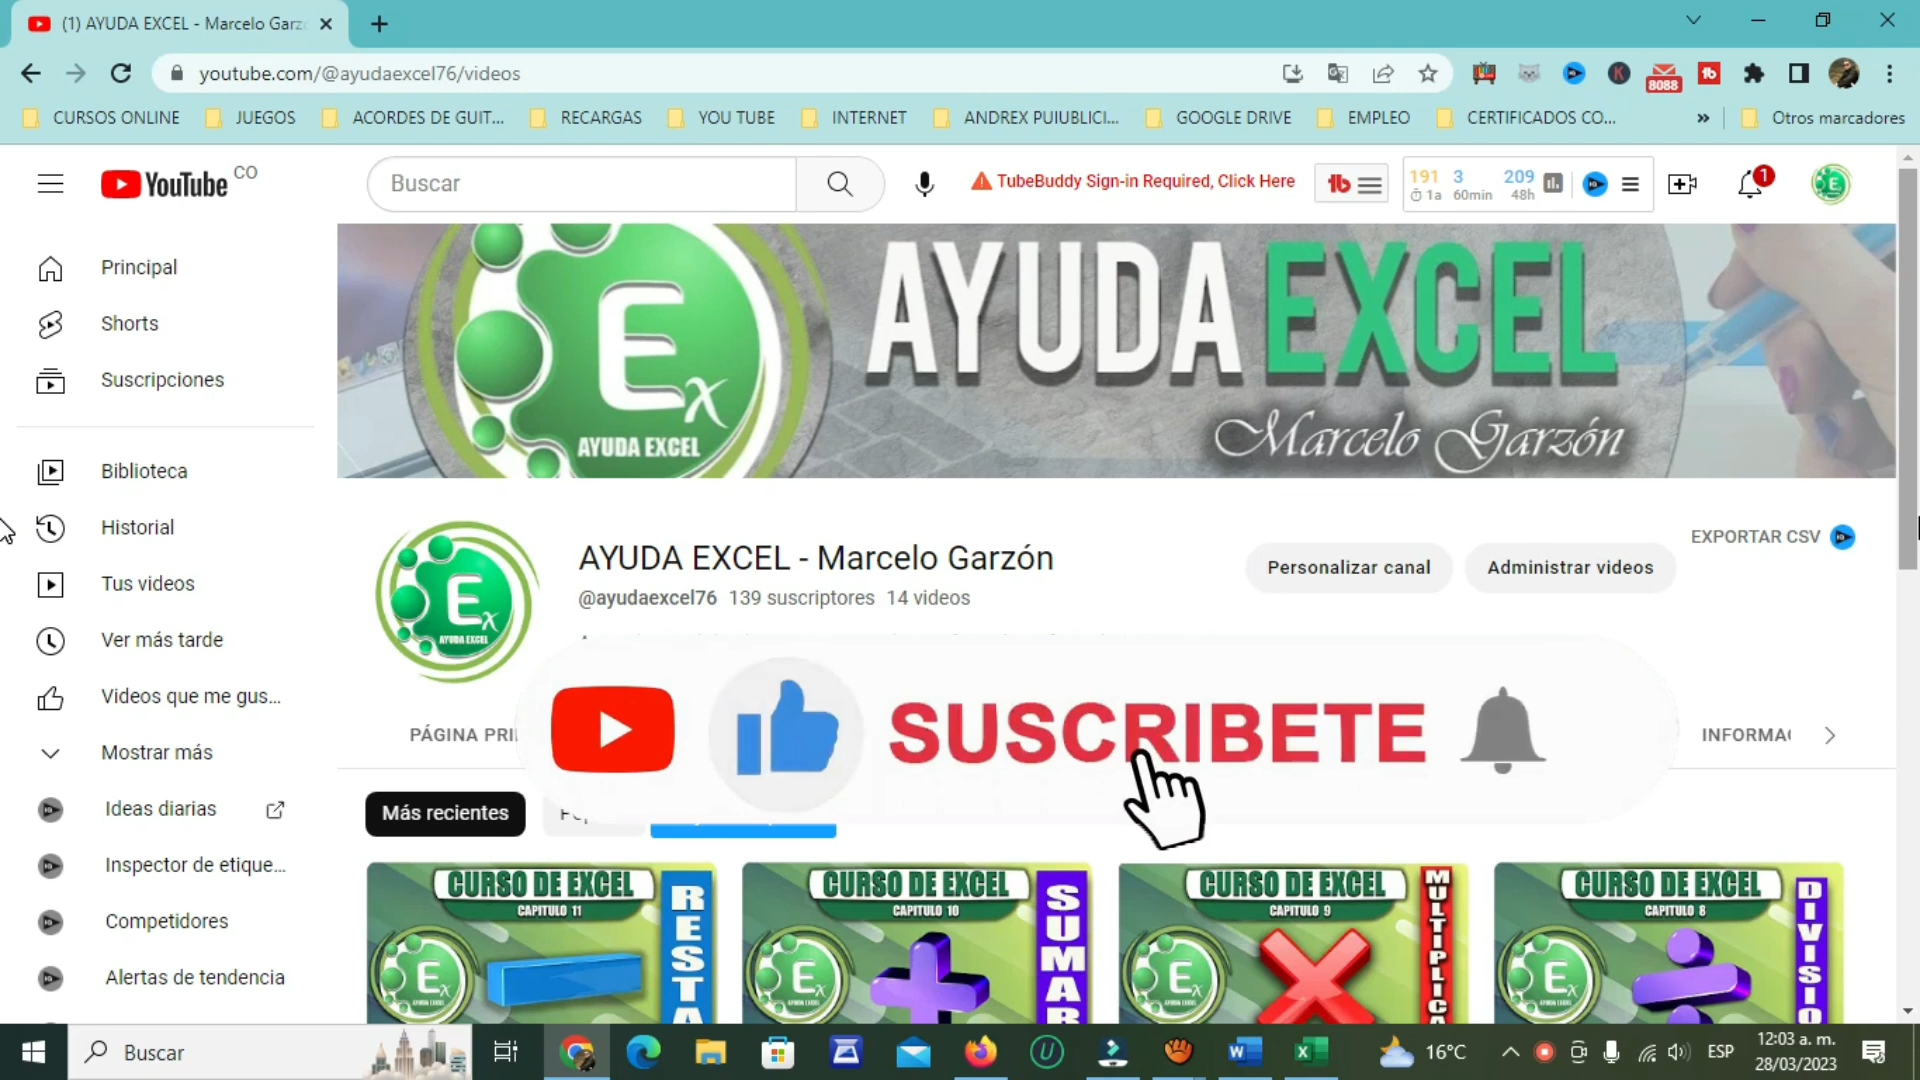 (1) AYUDA EXCEL - Marcelo Garz
youtube.com/@ayudaexcel76/videos
8088
CURSOS ONLINE
JUEGOS
ACORDES DE GUIT...
RECARGAS
YOU TUBE
INTERNET
ANDREX PUIUBLICI...
GOOGLE DRIVE
EMPLEO
CERTIFICADOS CO...
Otros marcadores
YouTube CO
Buscar
TubeBuddy Sign-in Required, Click Here
191 3 209
1a 60min 48h
1
Principal
Shorts
Suscripciones
Biblioteca
Historial
Tus videos
Ver más tarde
Videos que me gus...
Mostrar más
Ideas diarias
Inspector de etique...
Competidores
Alertas de tendencia
Ex
AYUDA EXCEL
AYUDA EXCEL
Marcelo Garzón
Ex
AYUDA EXCEL
AYUDA EXCEL - Marcelo Garzón
@ayudaexcel76 139 suscriptores 14 videos
Personalizar canal
Administrar videos
EXPORTAR CSV
PÁGINA PRI
SUSCRIBETE
INFORMA
Más recientes
CURSO DE EXCEL
CAPITULO 11
RESTA
CURSO DE EXCEL
CAPITULO 10
SUMAR
CURSO DE EXCEL
CAPITULO 9
MULTIPLICA
CURSO DE EXCEL
CAPITULO 8
DIVISIO
Buscar
16°C
ESP
12:03 a. m.
28/03/2023